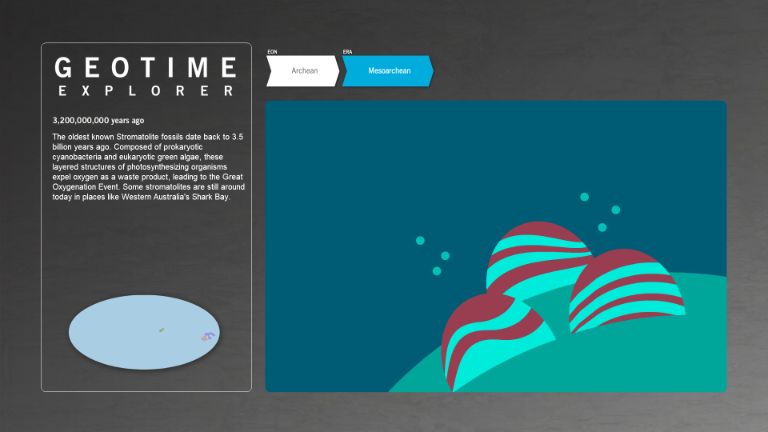 GEOTIME
EXPLORER
EON
ERA
Archean
Mesoarchean
3,200,000,000 years ago
The oldest known Stromatolite fossils date back to 3.5
billion years ago. Composed of prokaryotic
cyanobacteria and eukaryotic green algae, these
layered structures of photosynthesizing organisms
expel oxygen as a waste product, leading to the Great
Oxygenation Event. Some stromatolites are still around
today in places like Western Australia's Shark Bay.